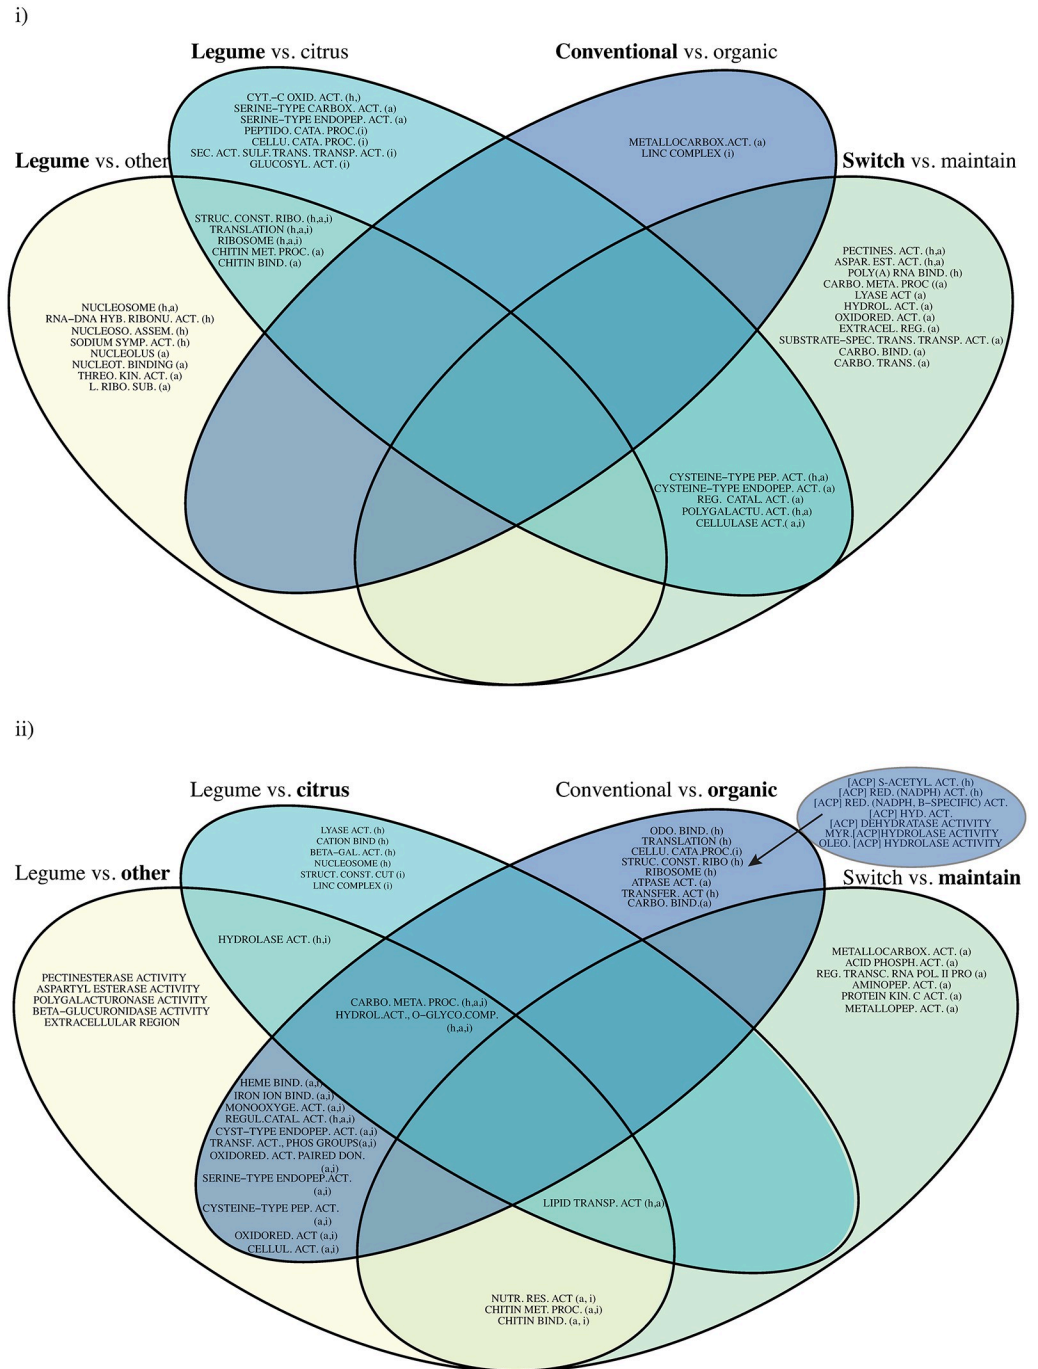 i)
Legume vs. citrus
Conventional vs. organic
Legume vs. other
Switch vs. maintain
CYT.−C OXID. ACT. (h,)
SERINE−TYPE CARBOX. ACT. (a)
SERINE−TYPE ENDOPEP. ACT. (a)
PEPTIDO. CATA. PROC.(i)
CELLU. CATA. PROC. (i)
SEC. ACT. SULF. TRANS. TRANSP. ACT. (i)
GLUCOSYL. ACT. (i)
METALLOCARBOX.ACT. (a)
LINC COMPLEX (i)
STRUC. CONST. RIBO. (h,a,i)
TRANSLATION (h,a,i)
RIBOSOME (h,a,i)
CHITIN MET. PROC. (a)
CHITIN BIND. (a)
PECTINES. ACT. (h,a)
ASPAR. EST. ACT. (h,a)
POLY(A) RNA BIND. (h)
CARBO. META. PROC ((a)
LYASE ACT (a)
HYDROL. ACT. (a)
OXIDORED. ACT. (a)
EXTRACEL. REG. (a)
SUBSTRATE−SPEC. TRANS. TRANSP. ACT. (a)
CARBO. BIND. (a)
CARBO. TRANS. (a)
NUCLEOSOME (h,a)
RNA−DNA HYB. RIBONU. ACT. (h)
NUCLEOSO. ASSEM. (h)
SODIUM SYMP. ACT. (h)
NUCLEOLUS (a)
NUCLEOT. BINDING (a)
THREO. KIN. ACT. (a)
L. RIBO. SUB. (a)
CYSTEINE−TYPE PEP. ACT. (h,a)
CYSTEINE−TYPE ENDOPEP. ACT. (a)
REG. CATAL. ACT. (a)
POLYGALACTU. ACT. (h,a)
CELLULASE ACT.( a,i)
ii)
Legume vs. citrus
Conventional vs. organic
Legume vs. other
Switch vs. maintain
[ACP] S-ACETYL. ACT. (h)
[ACP] RED. (NADPH) ACT. (h)
[ACP] RED. (NADPH, B−SPECIFIC) ACT.
[ACP] HYD. ACT.
[ACP] DEHYDRATASE ACTIVITY
MYR.[ACP]HYDROLASE ACTIVITY
OLEO. [ACP] HYDROLASE ACTIVITY
LYASE ACT. (h)
CATION BIND (h)
BETA−GAL. ACT. (h)
NUCLEOSOME (h)
STRUCT. CONST. CUT (i)
LINC COMPLEX (i)
ODO. BIND. (h)
TRANSLATION (h)
CELLU. CATA.PROC.(i)
STRUC. CONST. RIBO (h)
RIBOSOME (h)
ATPASE ACT. (a)
TRANSFER. ACT (h)
CARBO. BIND.(a)
HYDROLASE ACT. (h,i)
METALLOCARBOX. ACT. (a)
ACID PHOSPH. ACT. (a)
REG. TRANSC. RNA POL. II PRO (a)
AMINOPEP. ACT. (a)
PROTEIN KIN. C ACT. (a)
METALLOPEP. ACT. (a)
PECTINESTERASE ACTIVITY
ASPARTYL ESTERASE ACTIVITY
POLYGALACTURONASE ACTIVITY
BETA−GLUCURONIDASE ACTIVITY
EXTRACELLULAR REGION
CARBO. META. PROC. (h,a,i)
HYDROL.ACT., O−GLYCO.COMP.
(h,a,i)
HEME BIND. (a,i)
IRON ION BIND. (a,i)
MONOOXYGE. ACT. (a,i)
REGUL.CATAL. ACT. (h,a,i)
CYST−TYPE ENDOPEP. ACT. (a,i)
TRANSF. ACT., PHOS GROUPS(a,i)
OXIDORED. ACT. PAIRED DON.
(a,i)
SERINE−TYPE ENDOPEP.ACT.
(a,i)
CYSTEINE−TYPE PEP. ACT.
(a,i)
OXIDORED. ACT (a,i)
CELLUL. ACT. (a,i)
LIPID TRANSP. ACT (h,a)
NUTR. RES. ACT (a, i)
CHITIN MET. PROC. (a,i)
CHITIN BIND. (a, i)